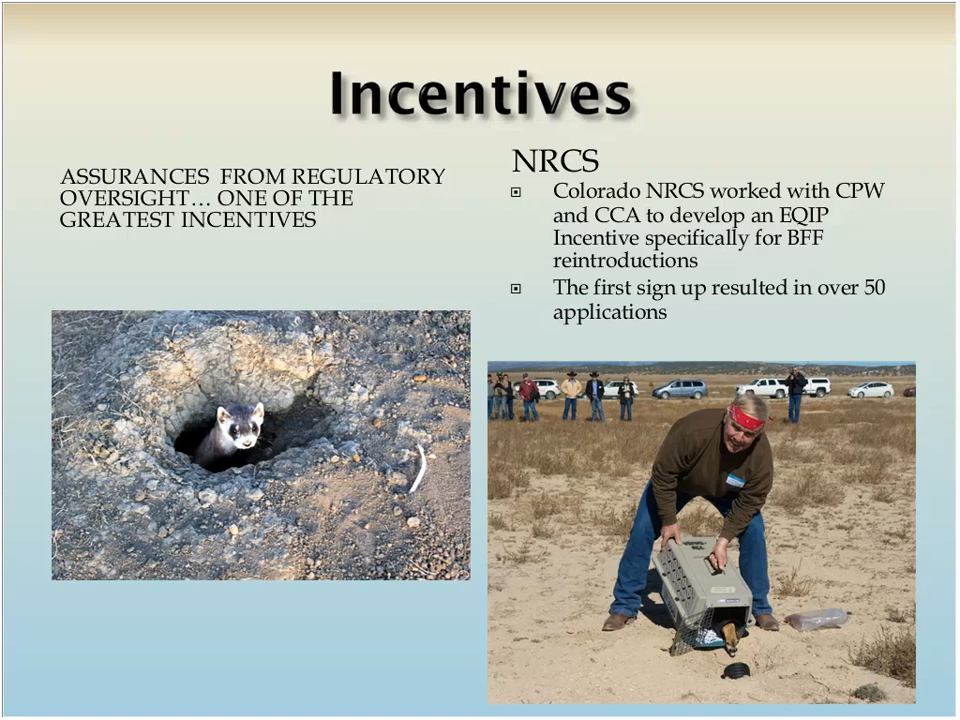 Incentives
ASSURANCES FROM REGULATORY
OVERSIGHT… ONE OF THE
GREATEST INCENTIVES
NRCS
Colorado NRCS worked with CPW
and CCA to develop an EQIP
Incentive specifically for BFF
reintroductions
The first sign up resulted in over 50
applications